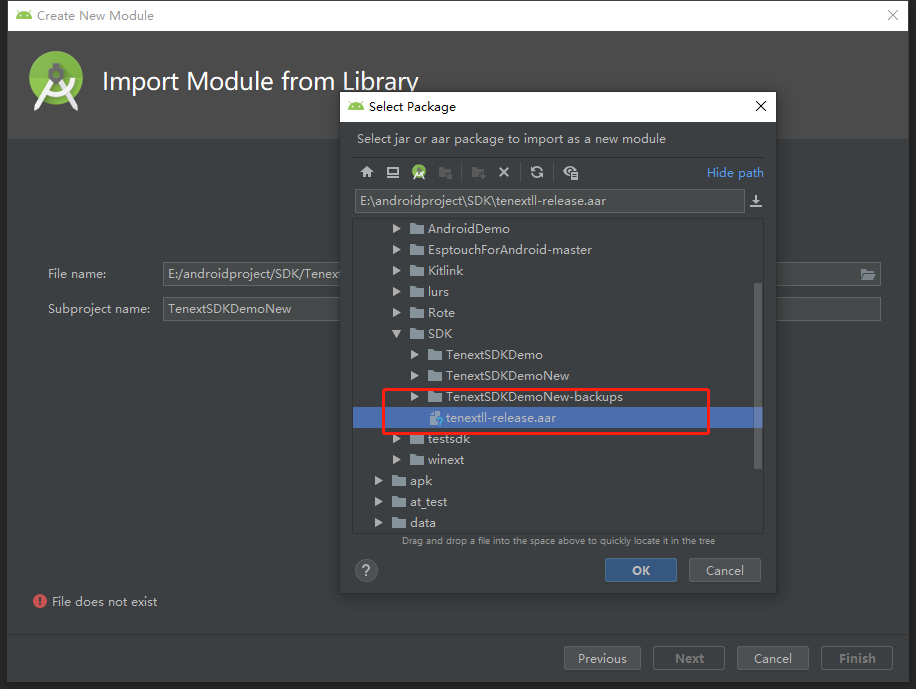 Create New Module
Import Module from Library
Select Package
Select jar or aar package to import as a new module
Hide path
E:\androidproject\SDK\tenextll-release.aar
AndroidDemo
EsptouchForAndroid-master
Kitlink
lurs
Rote
SDK
TenextSDKDemo
TenextSDKDemoNew
TenextSDKDemoNew-backups
tenextll-release.aar
testsdk
winext
apk
at_test
data
Drag and drop a file into the space above to quickly locate it in the tree
?
OK
Cancel
File name:
E:/androidproject/SDK/Tenext
Subproject name:
TenextSDKDemoNew
File does not exist
Previous
Next
Cancel
Finish